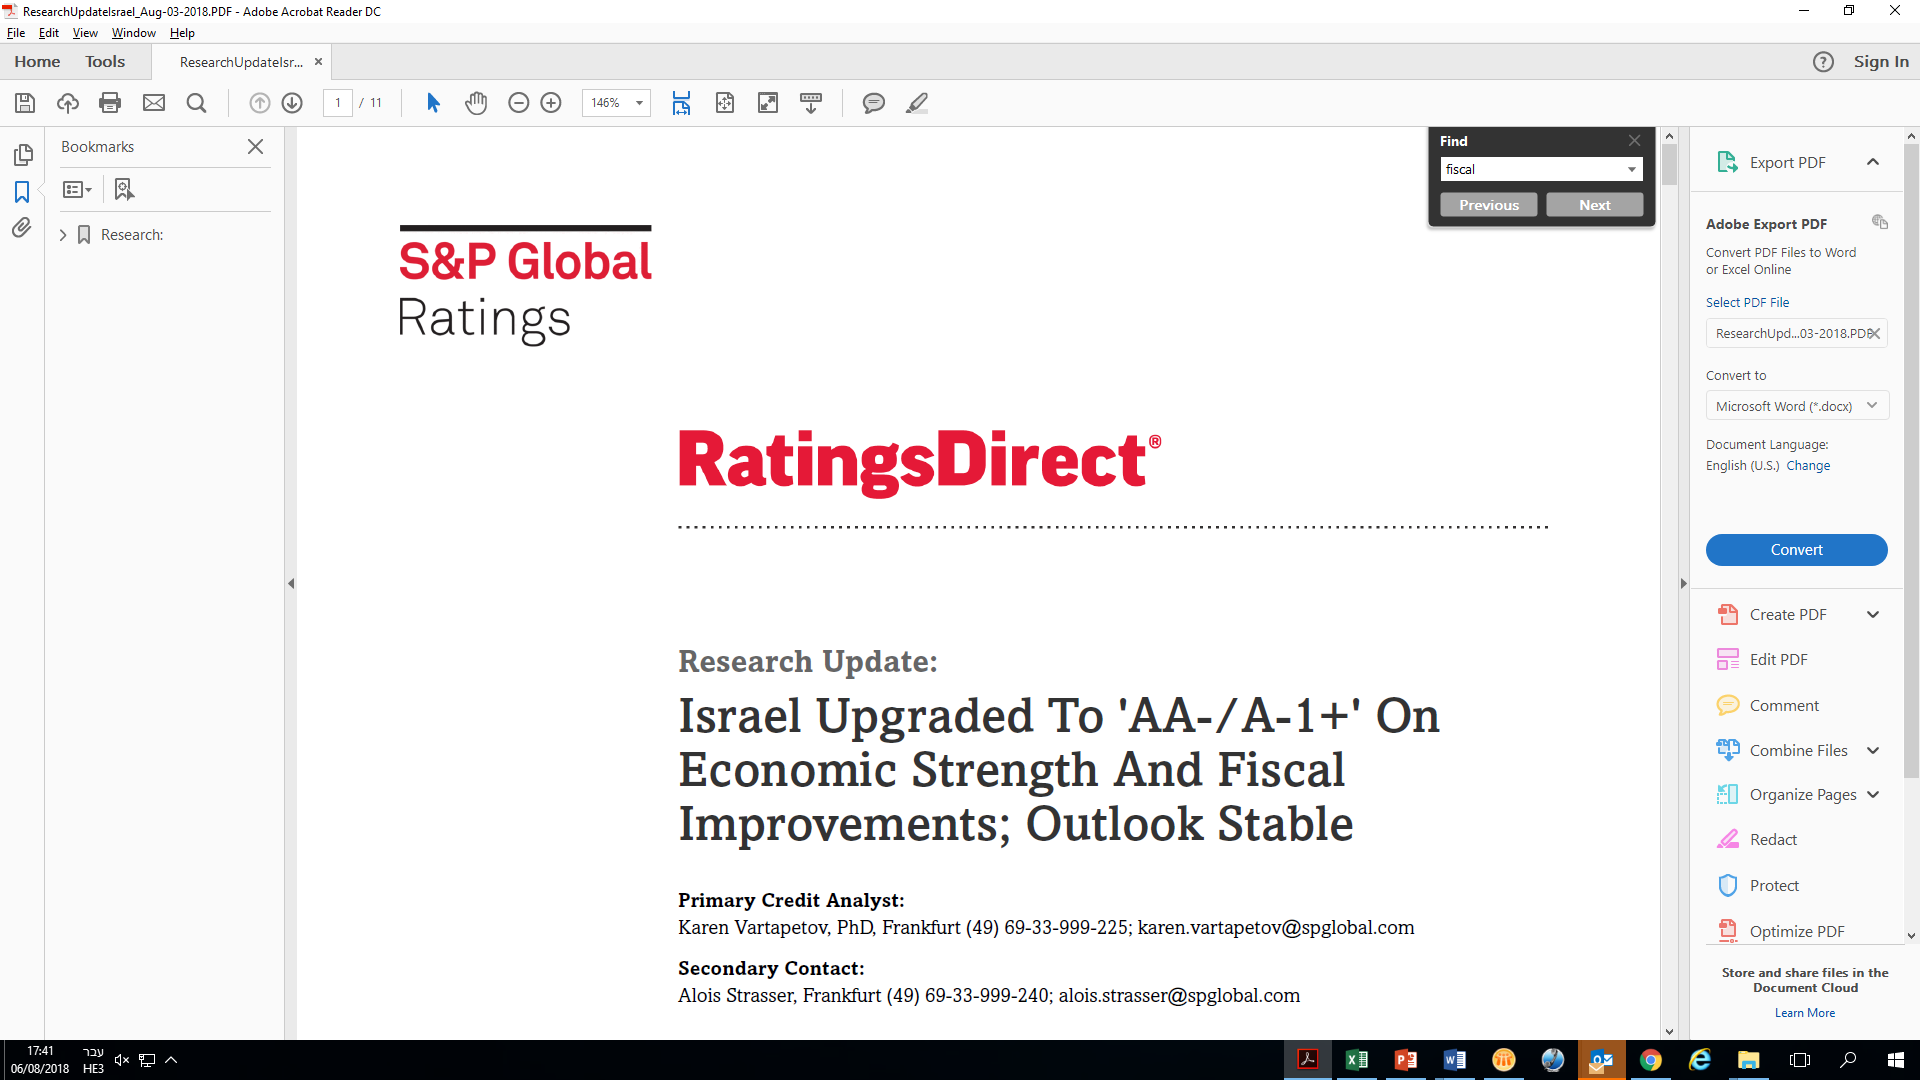 ResearchUpdateIsrael_Aug-03-2018.PDF - Adobe Acrobat Reader DC
File Edit View Window Help
Home Tools ResearchUpdateIsr... Sign In
1 / 11 146%
Bookmarks
Research:
Find
fiscal
Previous Next
S&P Global
Ratings
RatingsDirect®
Research Update:
Israel Upgraded To 'AA-/A-1+' On
Economic Strength And Fiscal
Improvements; Outlook Stable
Primary Credit Analyst:
Karen Vartapetov, PhD, Frankfurt (49) 69-33-999-225; karen.vartapetov@spglobal.com
Secondary Contact:
Alois Strasser, Frankfurt (49) 69-33-999-240; alois.strasser@spglobal.com
Export PDF
Adobe Export PDF
Convert PDF Files to Word
or Excel Online
Select PDF File
ResearchUpd...03-2018.PDF
Convert to
Microsoft Word (*.docx)
Document Language:
English (U.S.) Change
Convert
Create PDF
Edit PDF
Comment
Combine Files
Organize Pages
Redact
Protect
Optimize PDF
Store and share files in the
Document Cloud
Learn More
17:41 עבר
06/08/2018 HE3